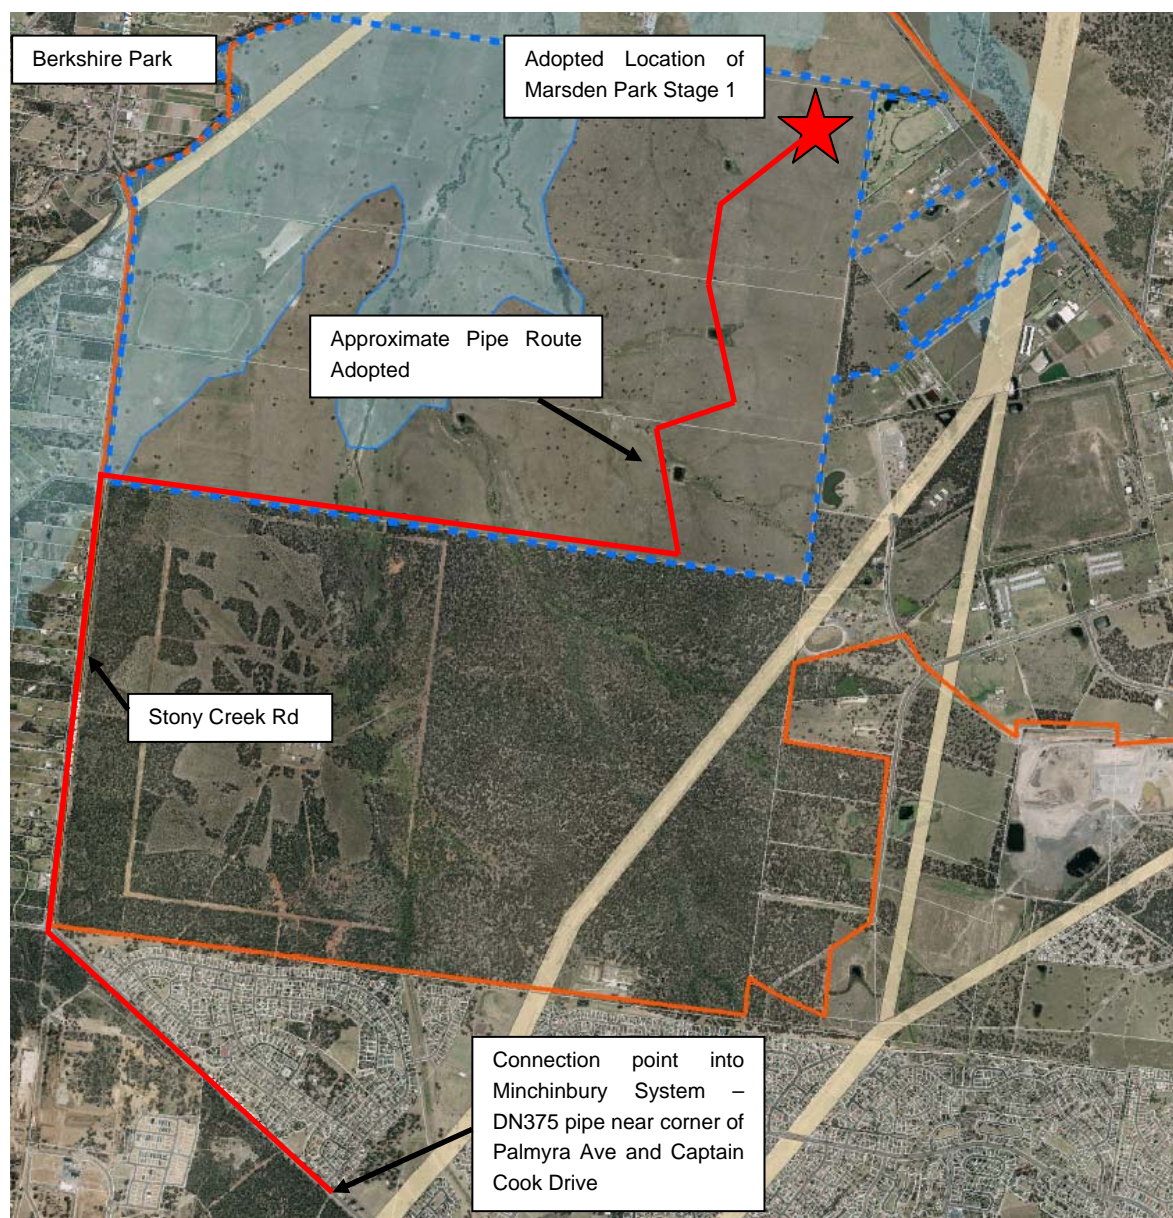 Berkshire Park
Adopted Location of
Marsden Park Stage 1
Approximate Pipe Route
Adopted
Stony Creek Rd
Connection point into
Minchinbury System –
DN375 pipe near corner of
Palmyra Ave and Captain
Cook Drive